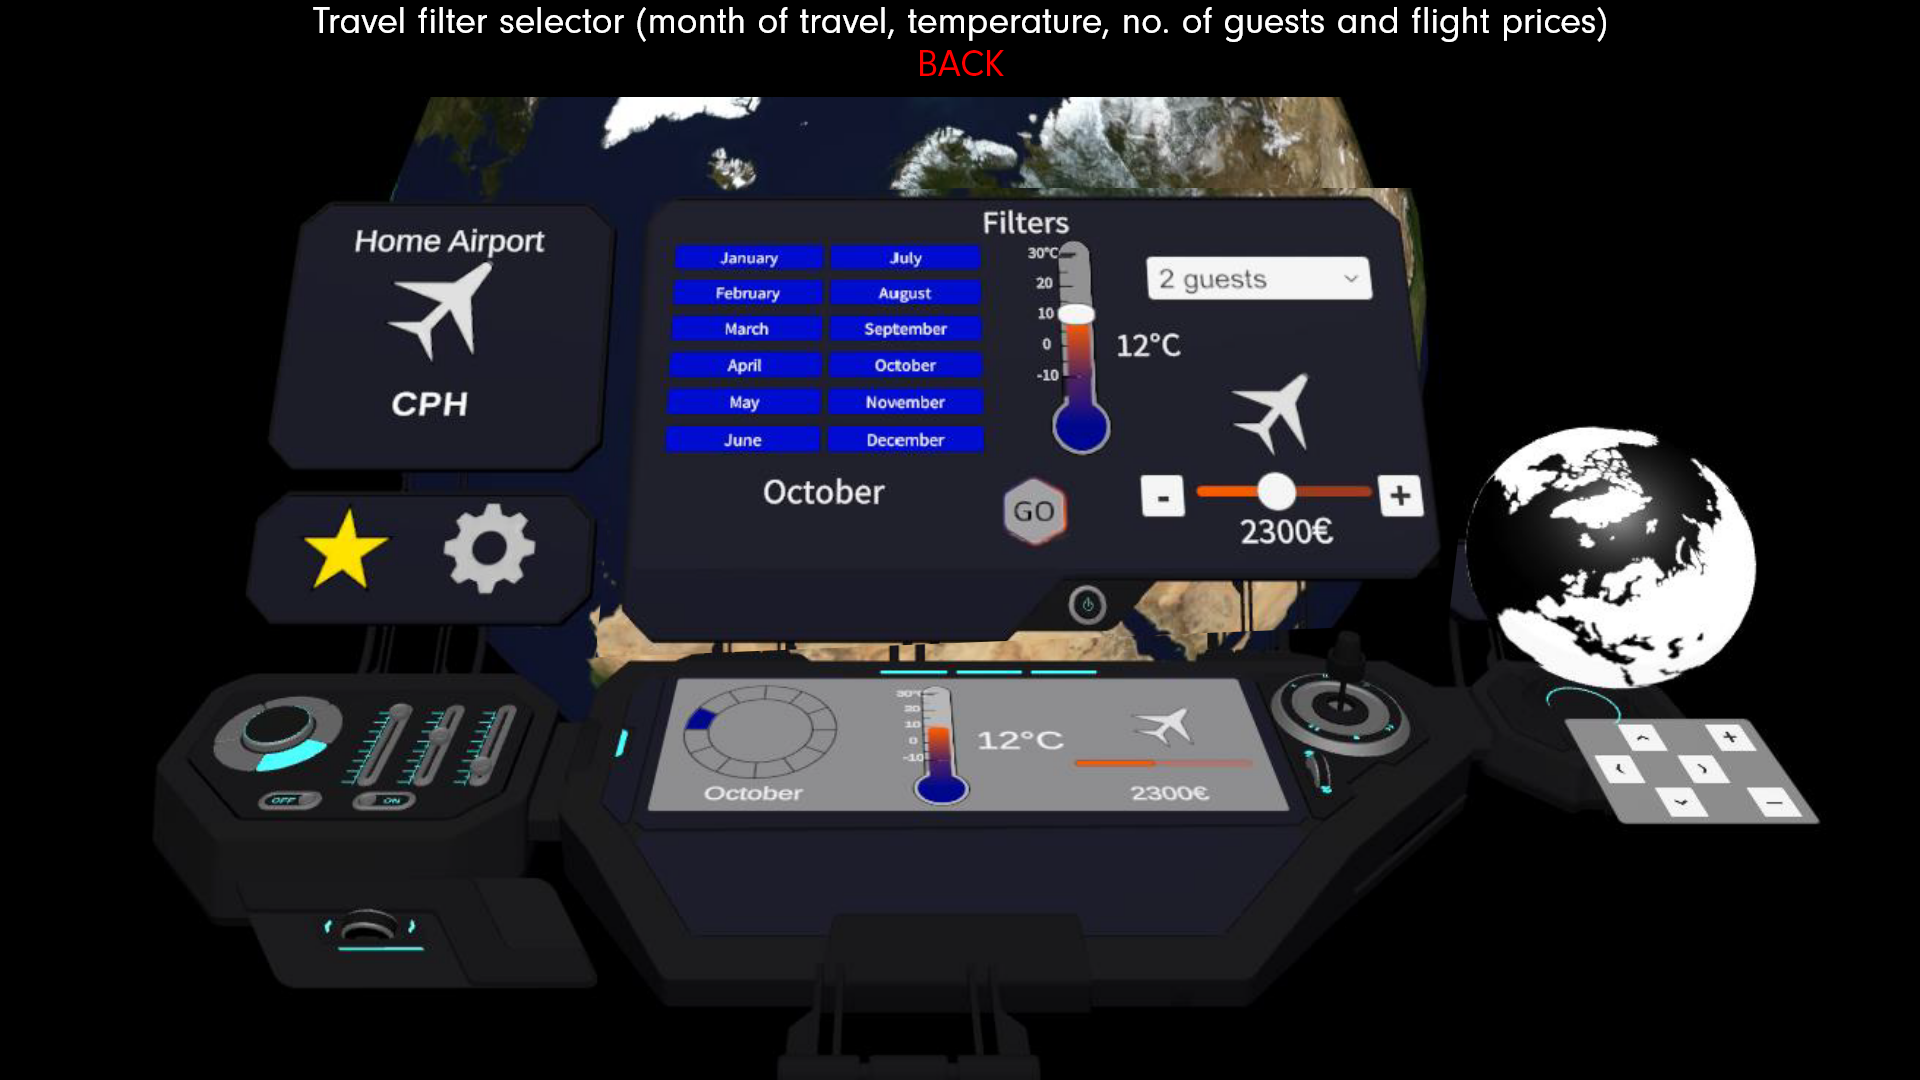 Travel filter selector (month of travel, temperature, no. of guests and flight prices)
BACK
Home Airport
CPH
Filters
January
July
February
August
March
September
April
October
May
November
June
December
October
30°C
20
10
0
-10
12°C
2 guests
GO
-
+
2300€
OFF
ON
October
30°C
20
10
0
-10
12°C
2300€
+
-